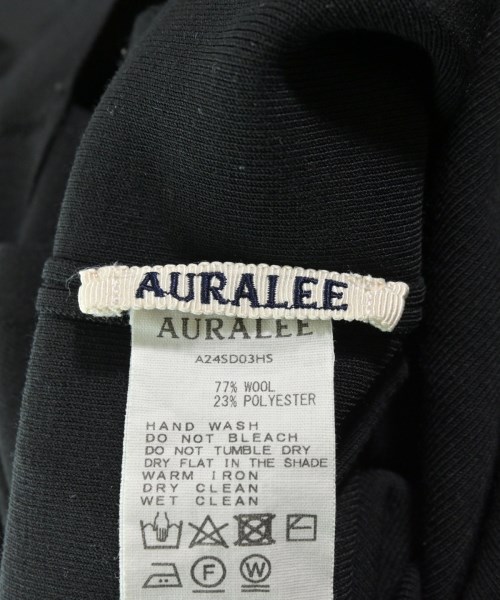 AURALEE
AURALEE
A24SD03HS
77% WOOL
23% POLYESTER
HAND WASH
DO NOT BLEACH
DO NOT TUMBLE DRY
DRY FLAT IN THE SHADE
WARM IRON
DRY CLEAN
WET CLEAN
F
W